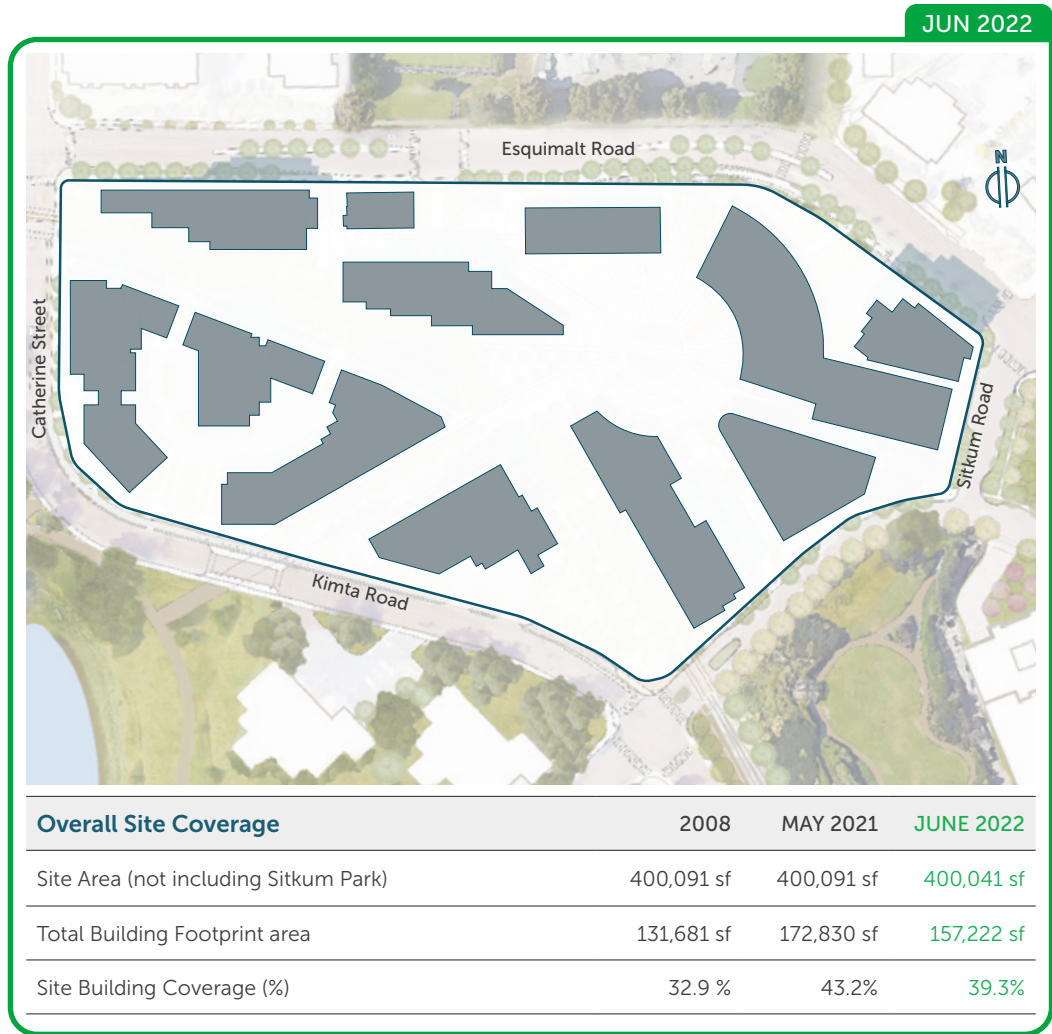 JUN 2022
Esquimalt Road
N
Catherine Street
Sitkum Road
Kimta Road
Overall Site Coverage 2008 MAY 2021 JUNE 2022
Site Area (not including Sitkum Park) 400,091 sf 400,091 sf 400,041 sf
Total Building Footprint area 131,681 sf 172,830 sf 157,222 sf
Site Building Coverage (%) 32.9 % 43.2% 39.3%